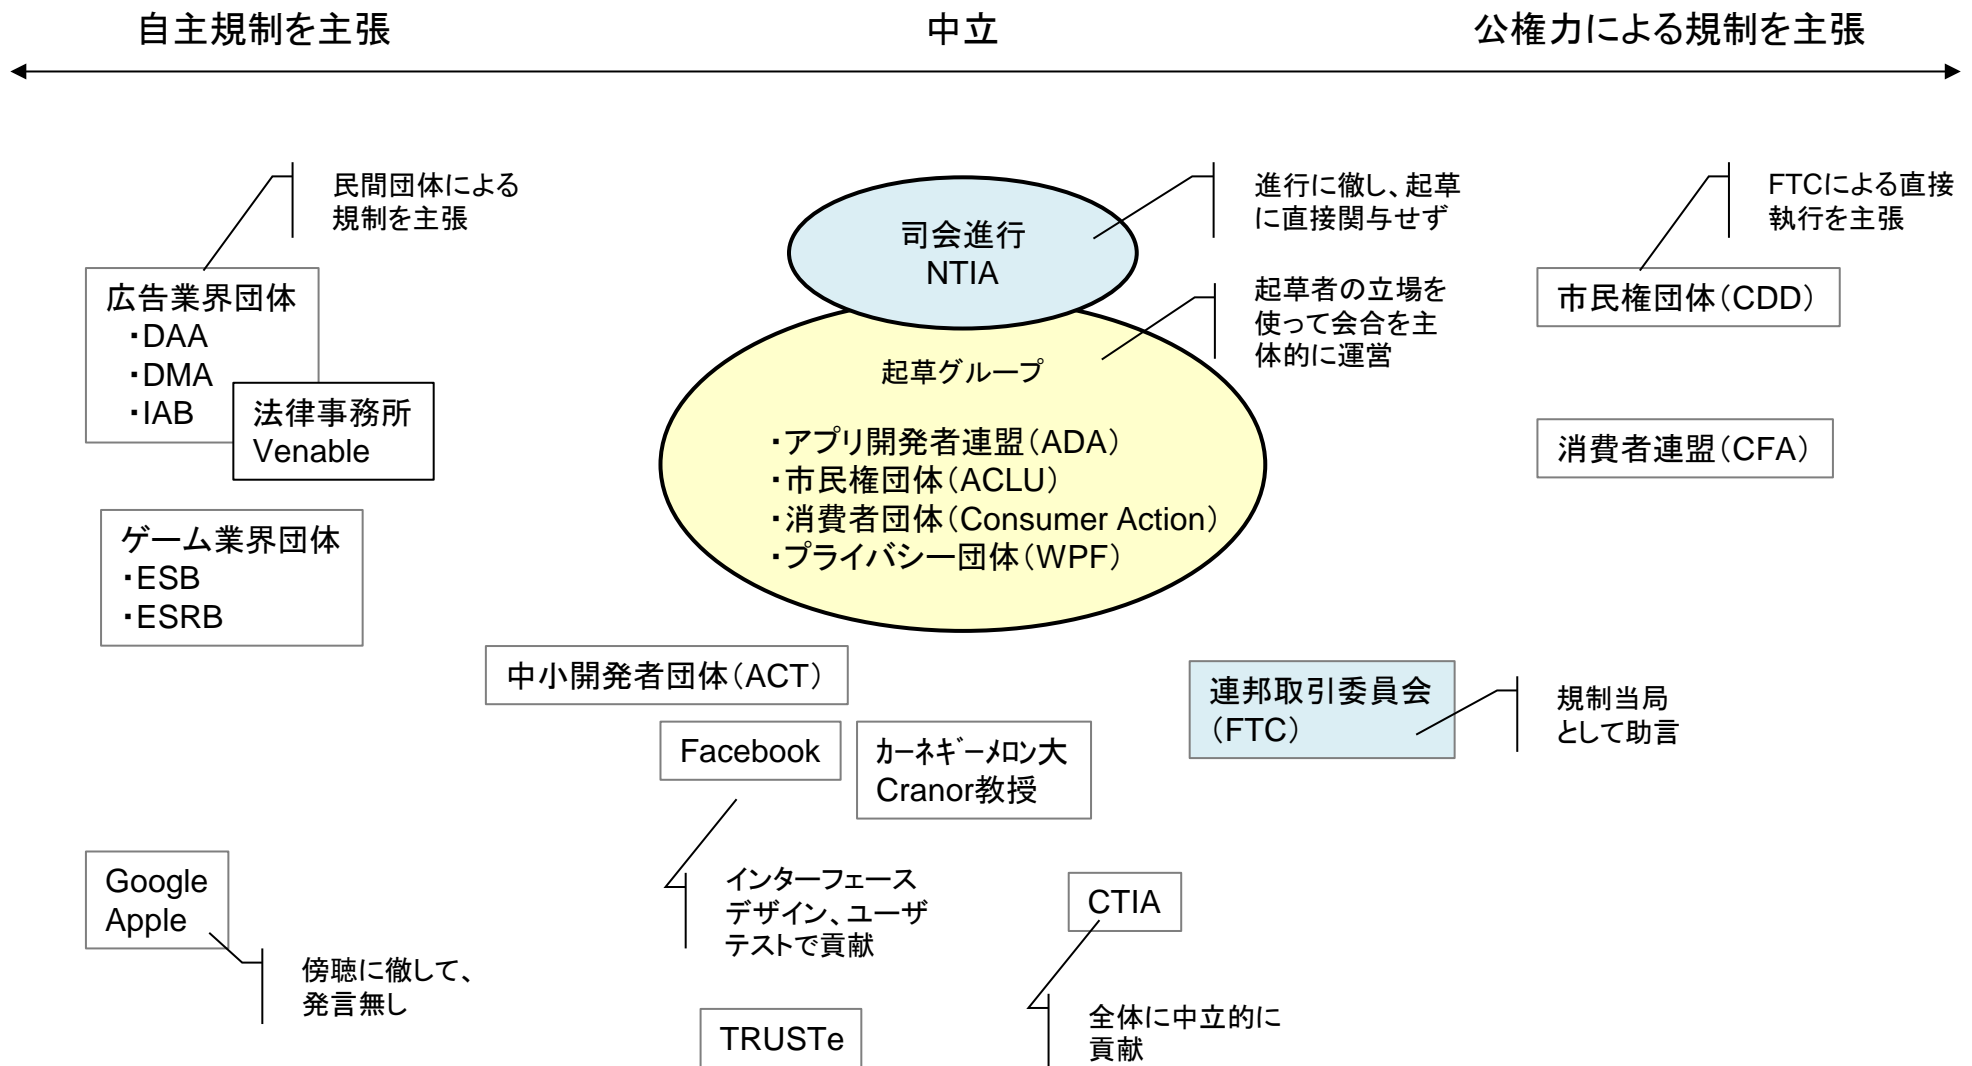 自主規制を主張
中立
公権力による規制を主張
民間団体による
規制を主張
広告業界団体
・DAA
・DMA
・IAB
法律事務所
Venable
ゲーム業界団体
・ESB
・ESRB
司会進行
NTIA
進行に徹し、起草
に直接関与せず
起草者の立場を
使って会合を主
体的に運営
起草グループ
・アプリ開発者連盟(ADA)
・市民権団体(ACLU)
・消費者団体(Consumer Action)
・プライバシー団体(WPF)
FTCによる直接
執行を主張
市民権団体(CDD)
消費者連盟(CFA)
中小開発者団体(ACT)
連邦取引委員会
(FTC)
規制当局
として助言
Facebook
カーネギーメロン大
Cranor教授
インターフェース
デザイン、ユーザ
テストで貢献
Google
Apple
傍聴に徹して、
発言無し
CTIA
全体に中立的に
貢献
TRUSTe